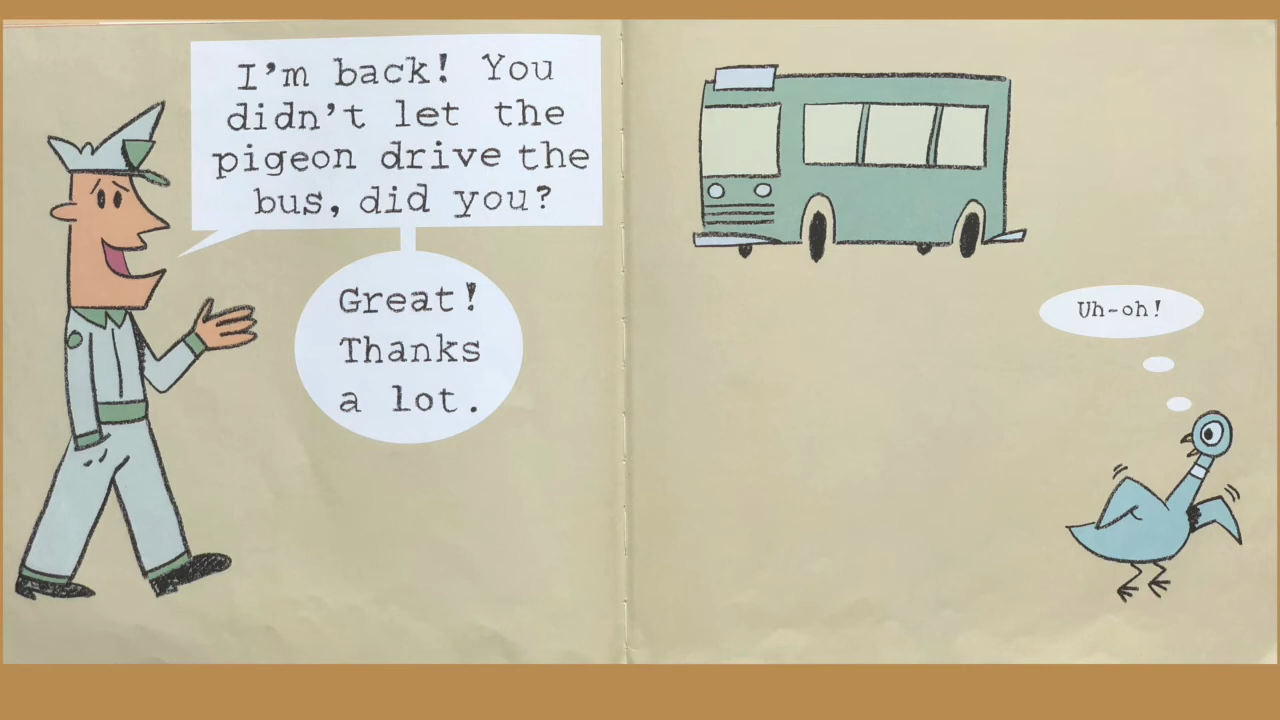 I'm back! You
didn't let the
pigeon drive the
bus, did you?
Great!
Thanks
a lot.
Uh-oh!